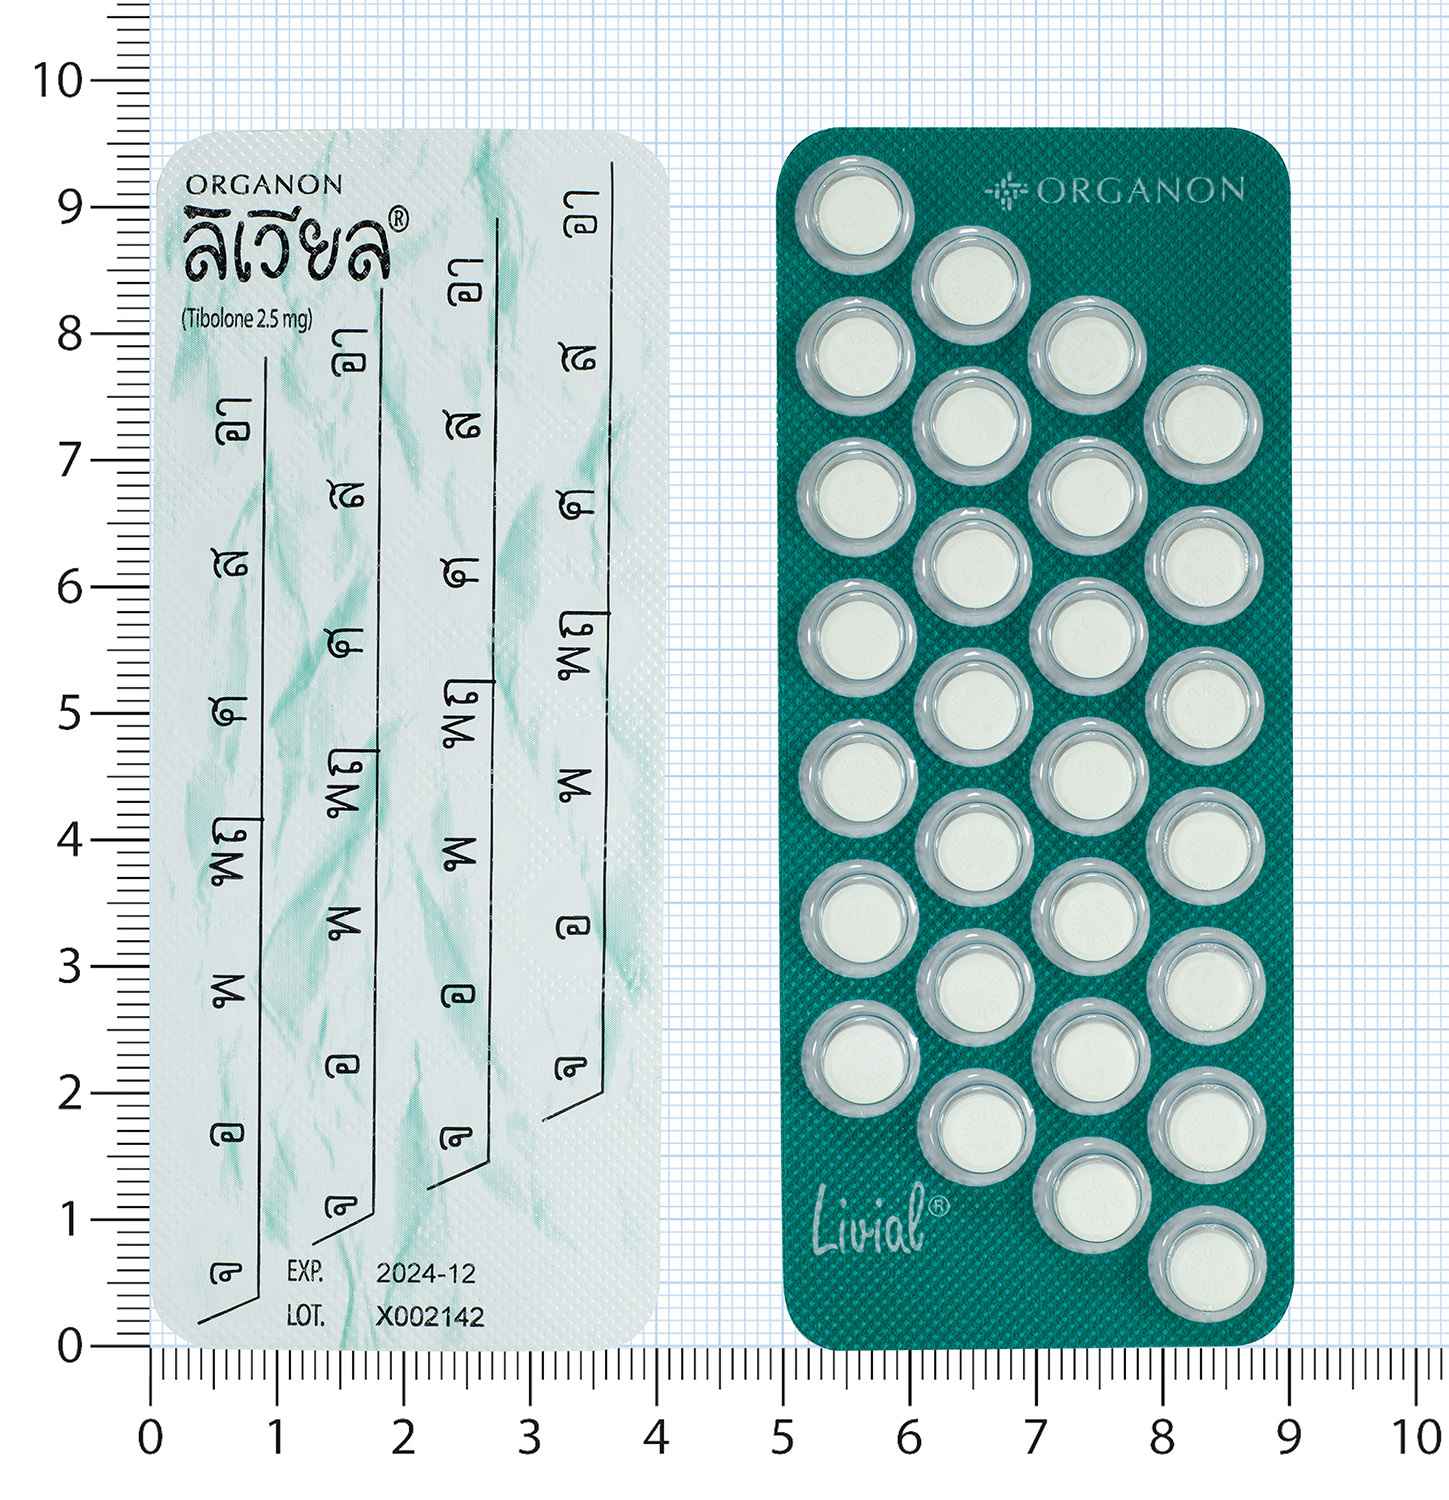 ORGANON
ลิเวียล®
(Tibolone 2.5 mg)
จ อ พ พฤ ศ ส อา
จ อ พ พฤ ศ ส อา
จ อ พ พฤ ศ ส อา
จ อ พ พฤ ศ ส อา
EXP. 2024-12
LOT. X002142
ORGANON
Livial®
10
9
8
7
6
5
4
3
2
1
0
0 1 2 3 4 5 6 7 8 9 10